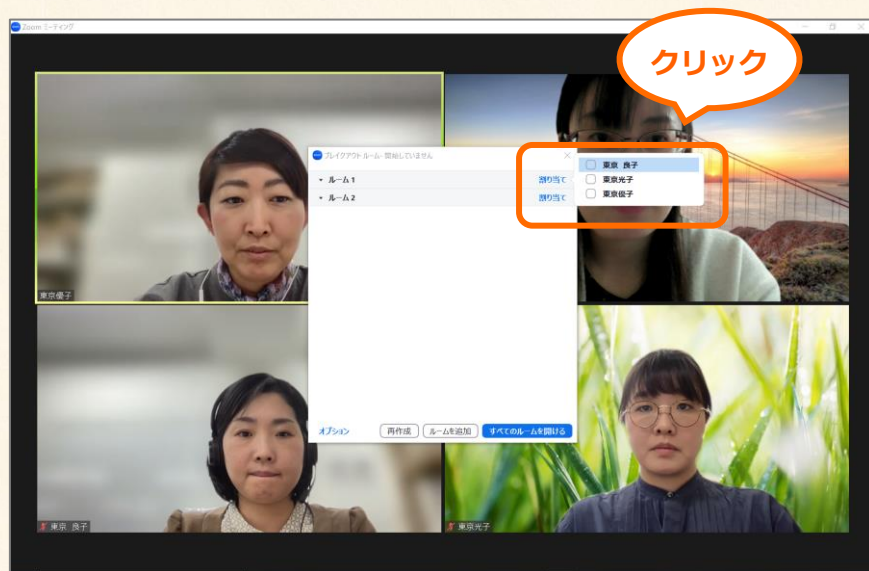 Zoom ミーティング
クリック
ブレイクアウト ルーム - 開始していません
ルーム 1
割り当て
ルーム 2
割り当て
東京 良子
東京光子
東京優子
東京優子
オプション
再作成
ルームを追加
すべてのルームを開ける
東京 良子
東京光子